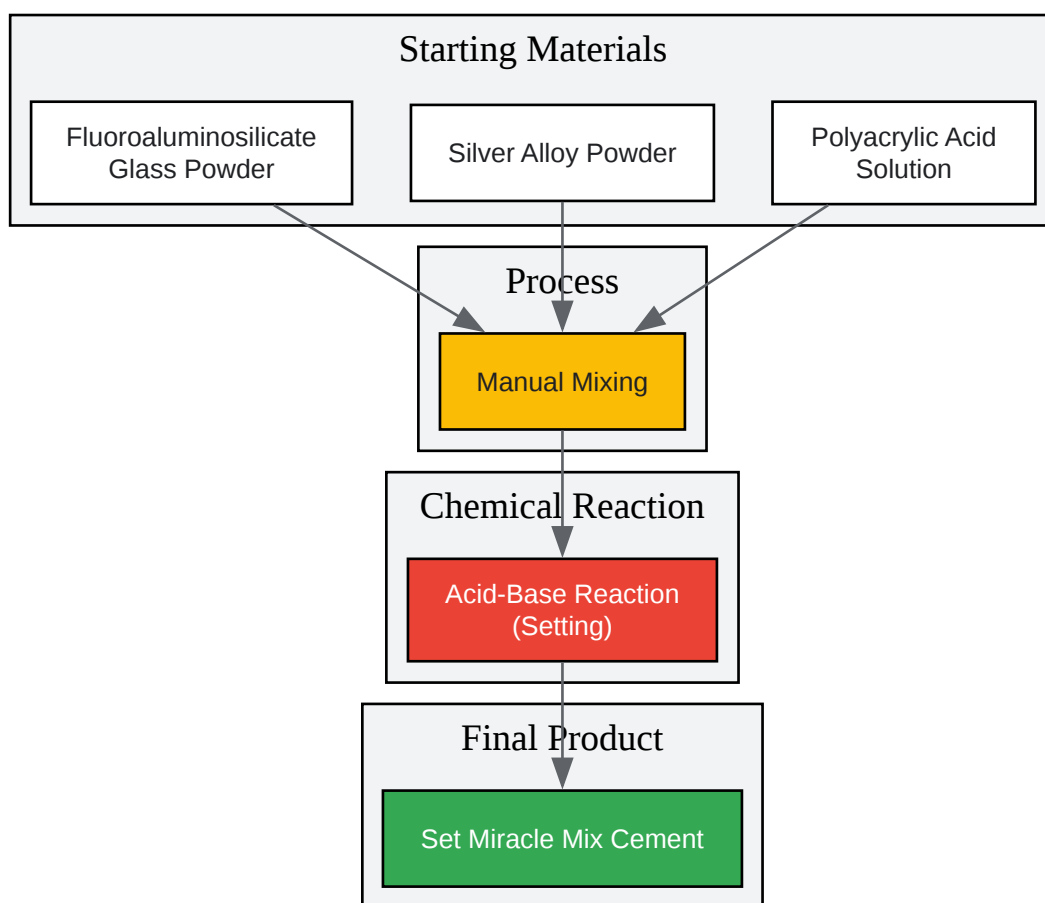 Starting Materials
Fluoroaluminosilicate
Glass Powder
Silver Alloy Powder
Polyacrylic Acid
Solution
Process
Manual Mixing
Chemical Reaction
Acid-Base Reaction
(Setting)
Final Product
Set Miracle Mix Cement